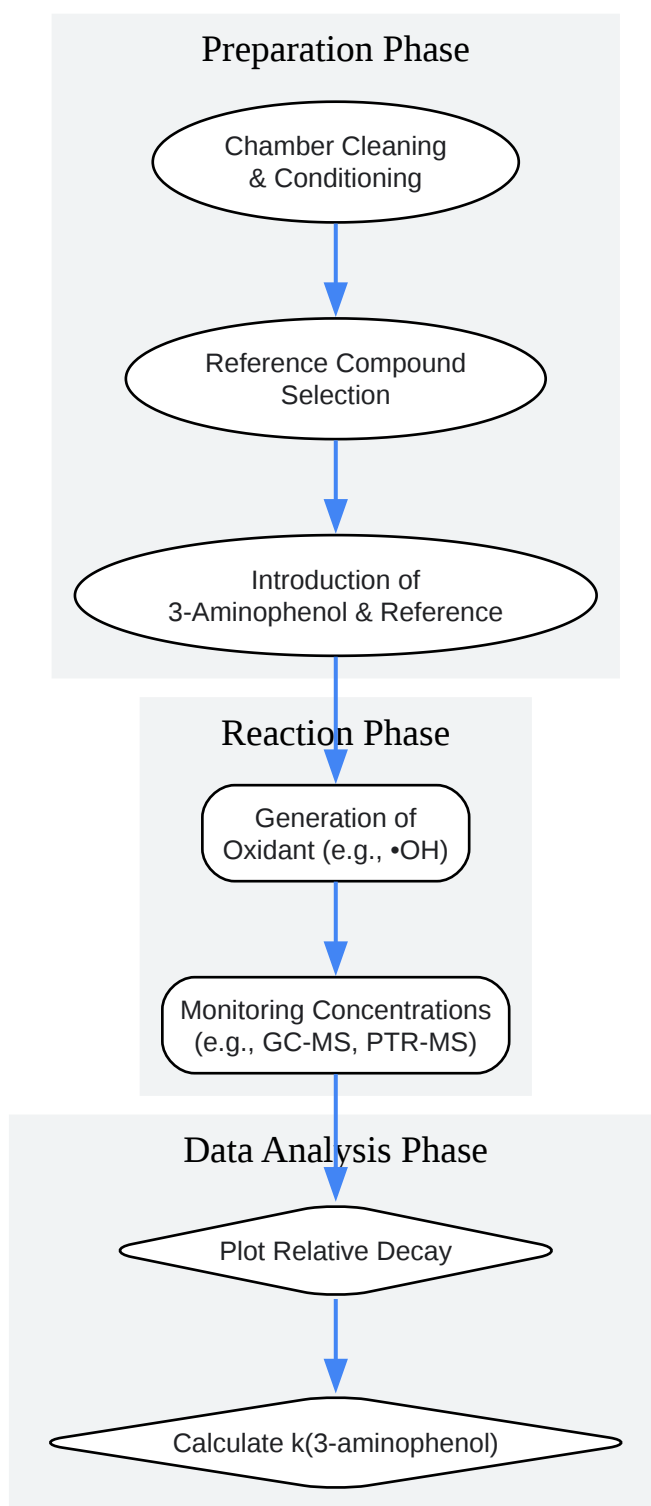 Preparation Phase
Chamber Cleaning
& Conditioning
Reference Compound
Selection
Introduction of
3-Aminophenol & Reference
Reaction Phase
Generation of
Oxidant (e.g., •OH)
Monitoring Concentrations
(e.g., GC-MS, PTR-MS)
Data Analysis Phase
Plot Relative Decay
Calculate k(3-aminophenol)